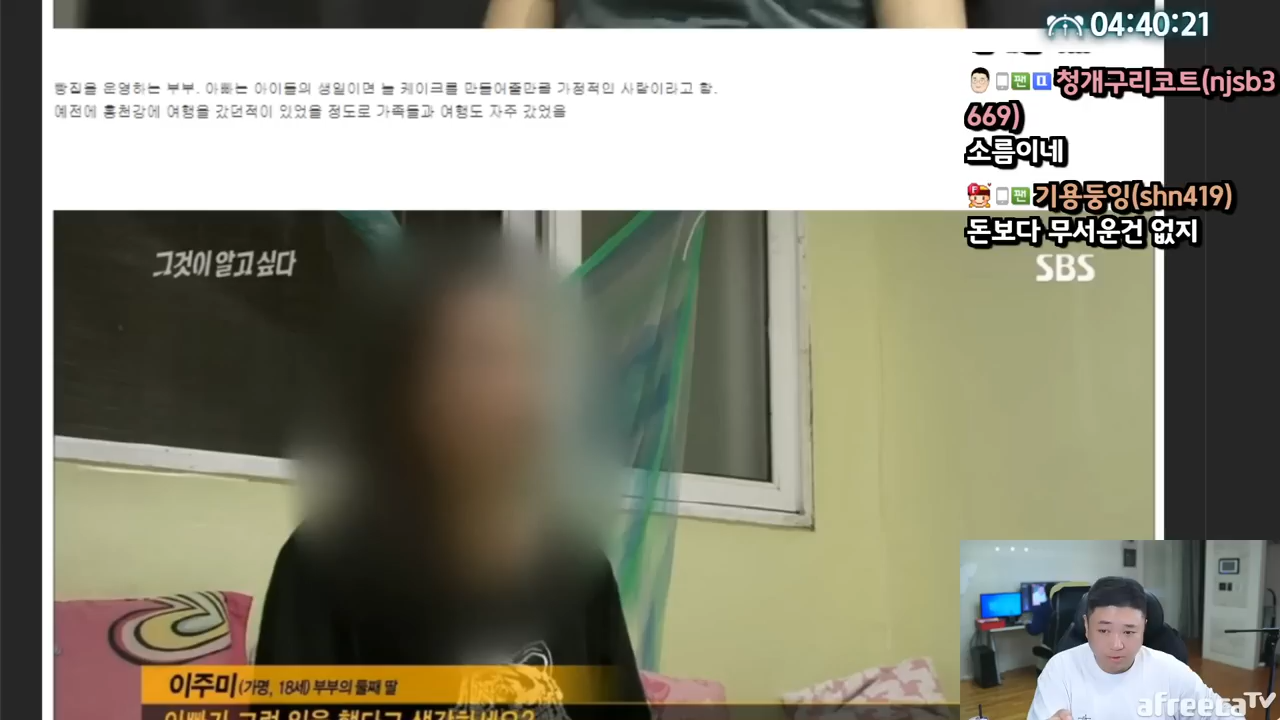 04:40:21
빵집을 운영하는 부부. 아빠는 아이들의 생일이면 늘 케이크를 만들어줄만큼 가정적인 사람이라고 함.
예전에 홍천강에 여행을 갔던적이 있었을 정도로 가족들과 여행도 자주 갔었음
청개구리코트(njsb3
669)
소름이네
기용둥잉(shn419)
돈보다 무서운건 없지
그것이 알고싶다
SBS
이주미(가명, 18세) 부부의 둘째 딸
afreecaTV